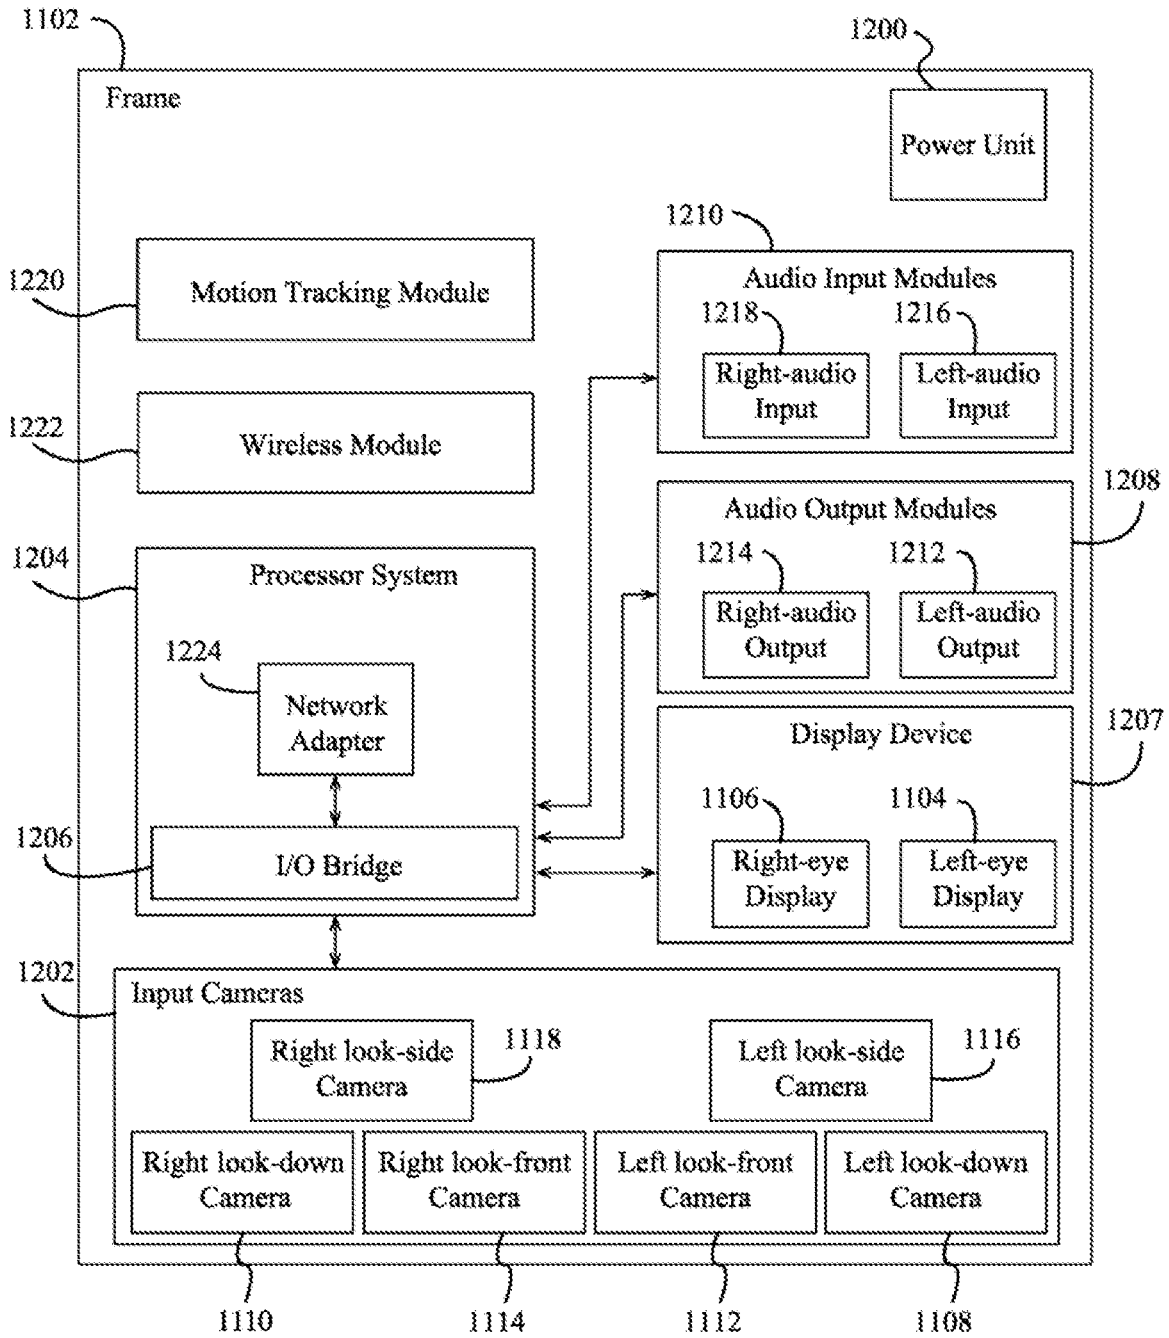 1102
1200
Frame
Power Unit
1210
1220
Motion Tracking Module
Audio Input Modules
1218
1216
Right-audio
Input
Left-audio
Input
1222
Wireless Module
1208
Audio Output Modules
1214
1212
Right-audio
Output
Left-audio
Output
1204
Processor System
1224
Network
Adapter
1207
Display Device
1106
1104
Right-eye
Display
Left-eye
Display
1206
I/O Bridge
1202
Input Cameras
Right look-side
Camera
1118
Left look-side
Camera
1116
Right look-down
Camera
Right look-front
Camera
Left look-front
Camera
Left look-down
Camera
1110
1114
1112
1108